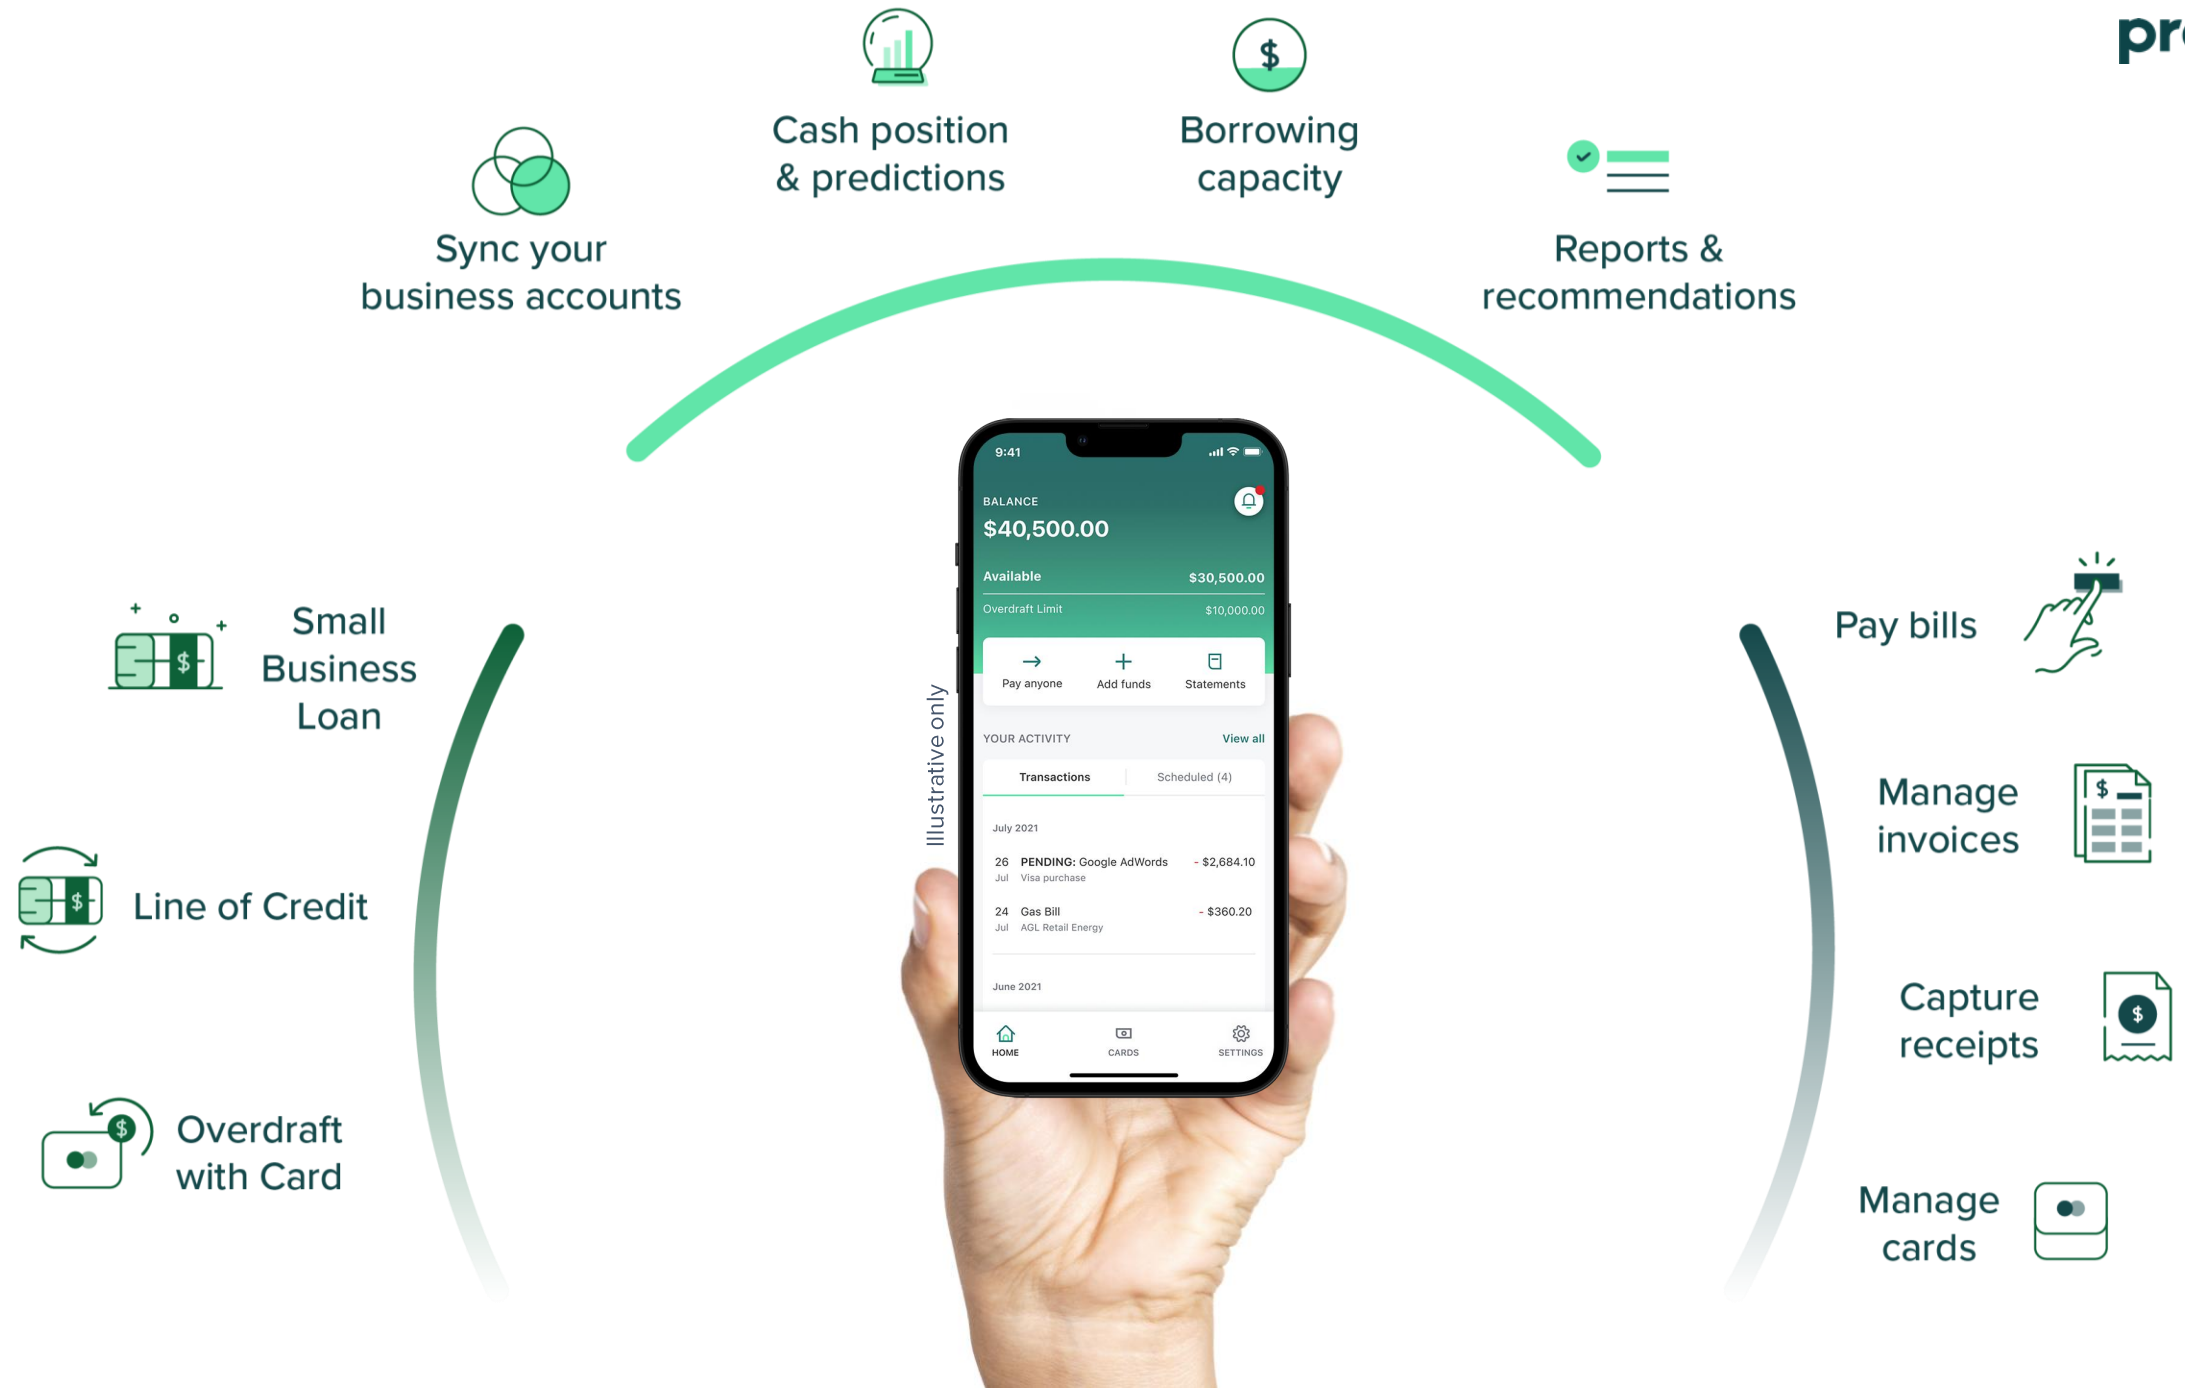 Cash position
& predictions
Borrowing
capacity
Sync your
business accounts
Reports &
recommendations
Small
Business
Loan
Line of Credit
Overdraft
with Card
Illustrative only
9:41
BALANCE
$40,500.00
Available $30,500.00
Overdraft Limit $10,000.00
Pay anyone Add funds Statements
YOUR ACTIVITY View all
Transactions Scheduled (4)
July 2021
26 PENDING: Google AdWords - $2,684.10
Jul Visa purchase
24 Gas Bill - $360.20
Jul AGL Retail Energy
June 2021
HOME CARDS SETTINGS
Pay bills
Manage
invoices
Capture
receipts
Manage
cards